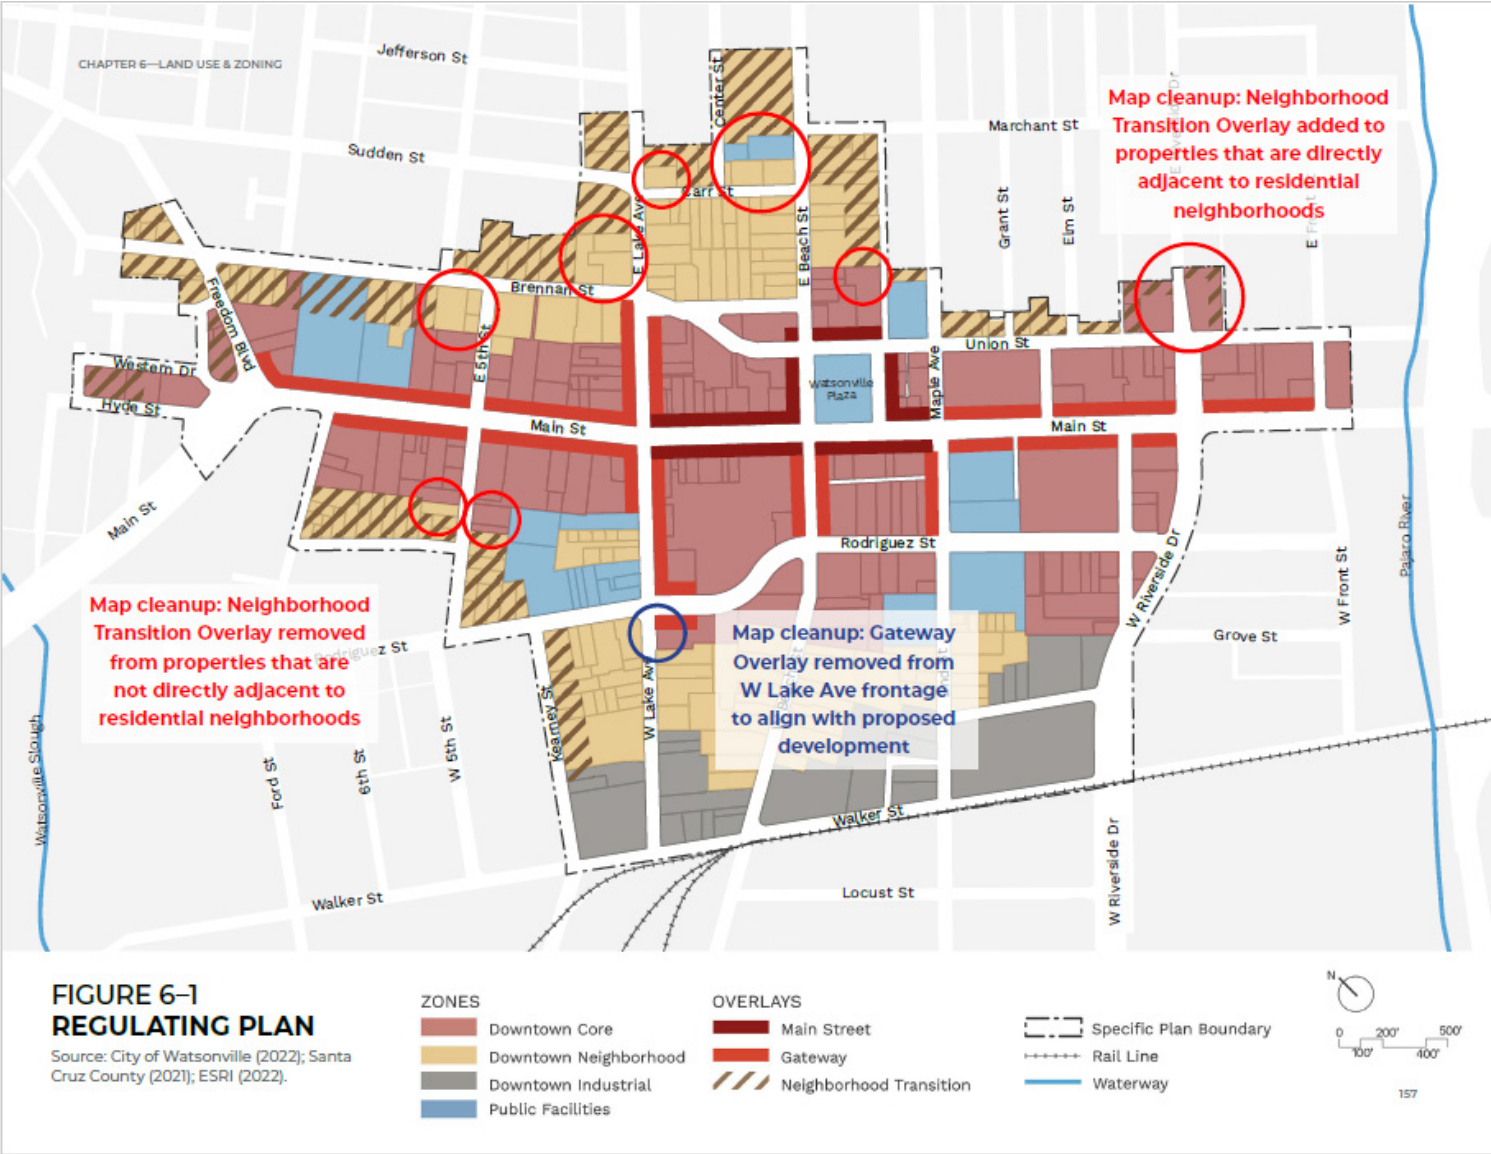 CHAPTER 6—LAND USE & ZONING
Jefferson St
Center St
Sudden St
Marchant St
Map cleanup: Neighborhood
Transition Overlay added to
properties that are directly
adjacent to residential
neighborhoods
Carr St
E Lake Ave
E Beach St
Grant St
Elm St
Brennan St
Freedom Blvd
E 5th St
Western Dr
Hyde St
Union St
Maple Ave
Watsonville
Plaza
Main St
Main St
Main St
Rodriguez St
W Riverside Dr
W Front St
Pajaro River
Map cleanup: Neighborhood
Transition Overlay removed
from properties that are
not directly adjacent to
residential neighborhoods
Rodriguez St
Map cleanup: Gateway
Overlay removed from
W Lake Ave frontage
to align with proposed
development
Grove St
Kearney St
W Lake Ave
Watsonville Slough
Ford St
6th St
W 5th St
Walker St
Walker St
Locust St
W Riverside Dr
FIGURE 6–1
REGULATING PLAN
Source: City of Watsonville (2022); Santa
Cruz County (2021); ESRI (2022).
ZONES
Downtown Core
Downtown Neighborhood
Downtown Industrial
Public Facilities
OVERLAYS
Main Street
Gateway
Neighborhood Transition
Specific Plan Boundary
Rail Line
Waterway
N
0 200' 500'
100' 400'
157